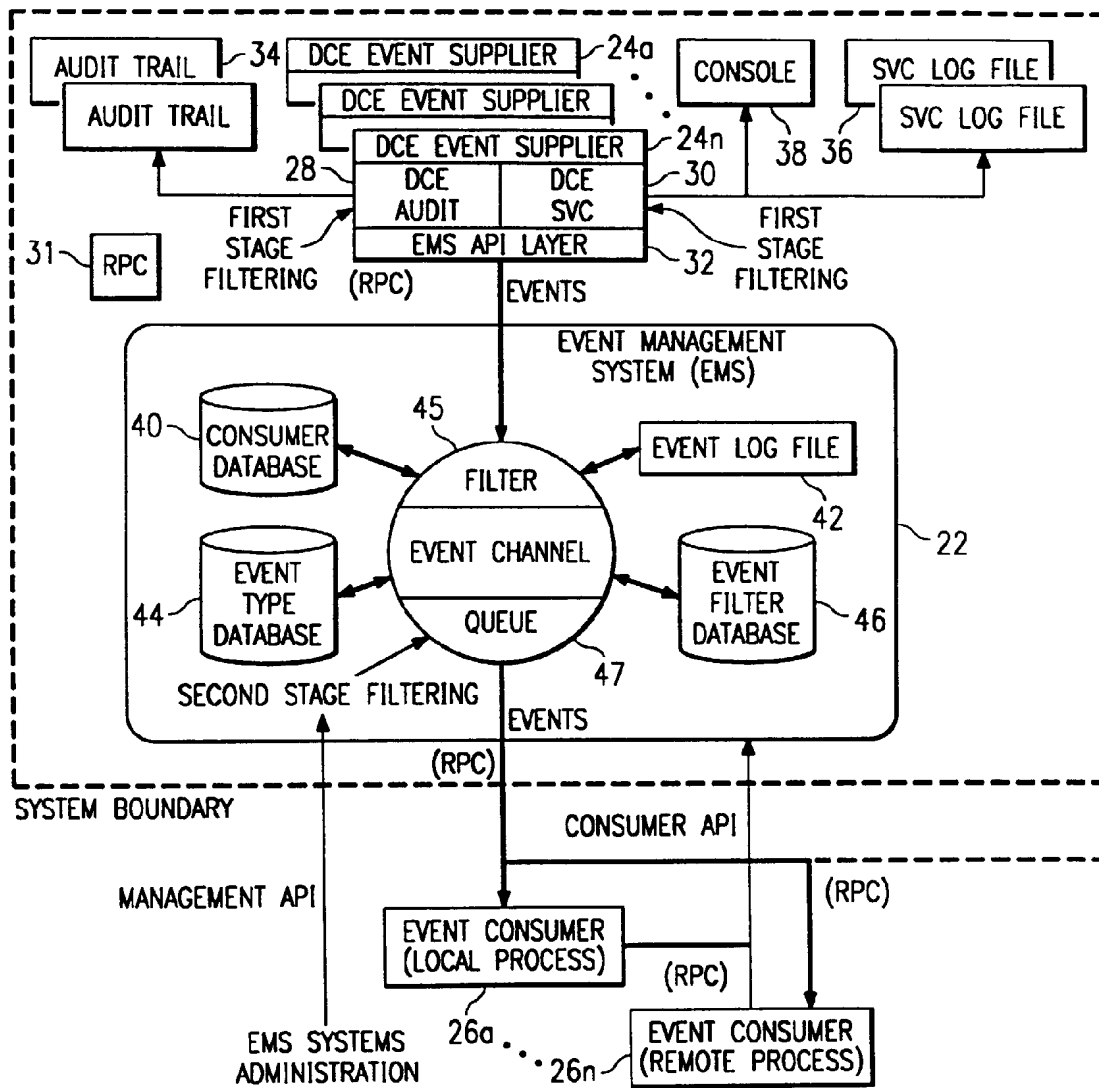 AUDIT TRAIL
34
AUDIT TRAIL
DCE EVENT SUPPLIER
24a
DCE EVENT SUPPLIER
DCE EVENT SUPPLIER
24n
CONSOLE
38
SVC LOG FILE
36
SVC LOG FILE
28
DCE
AUDIT
DCE
SVC
30
EMS API LAYER
32
FIRST
STAGE
FILTERING
FIRST
STAGE
FILTERING
31
RPC
(RPC)
EVENTS
EVENT MANAGEMENT
SYSTEM (EMS)
40
CONSUMER
DATABASE
45
FILTER
EVENT CHANNEL
QUEUE
47
EVENT LOG FILE
42
22
44
EVENT
TYPE
DATABASE
EVENT
FILTER
DATABASE
46
SECOND STAGE FILTERING
EVENTS
(RPC)
SYSTEM BOUNDARY
CONSUMER API
MANAGEMENT API
(RPC)
EVENT CONSUMER
(LOCAL PROCESS)
26a
(RPC)
EMS SYSTEMS
ADMINISTRATION
26n
EVENT CONSUMER
(REMOTE PROCESS)